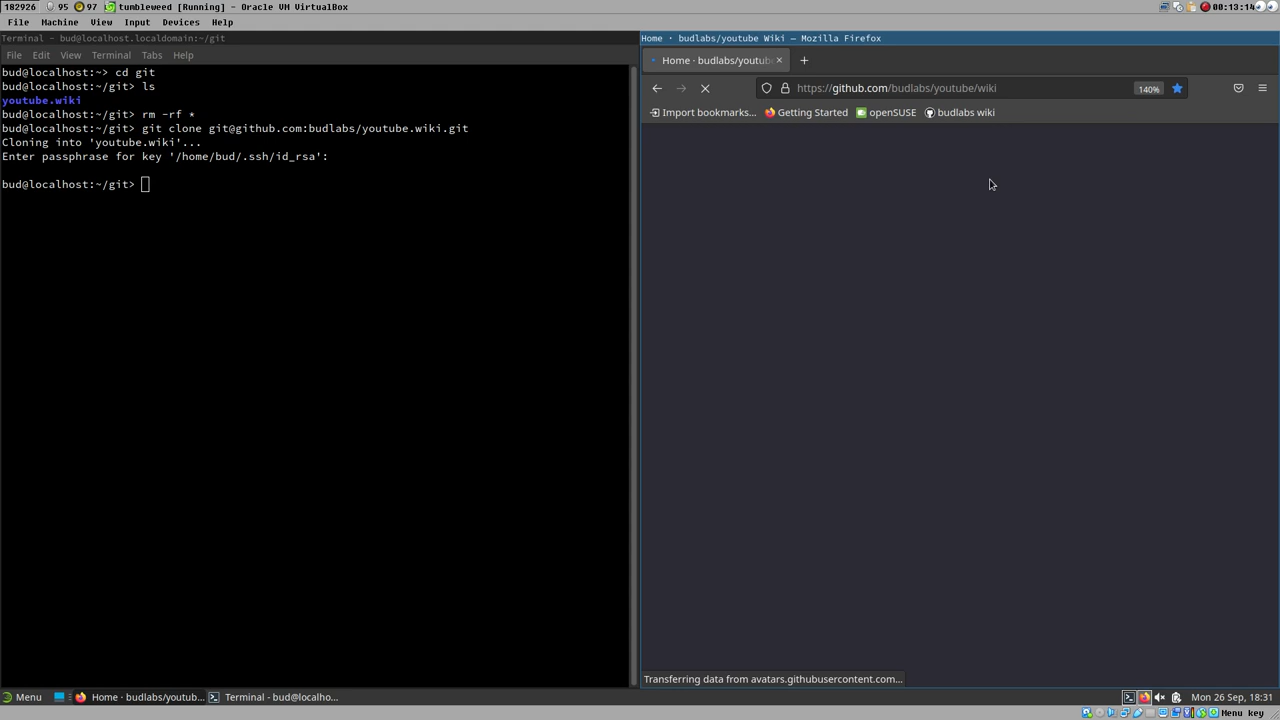 182926 95 97 tumbleweed [Running] - Oracle VM VirtualBox 00:13:14
File Machine View Input Devices Help
Terminal - bud@localhost.localdomain:~/git
File Edit View Terminal Tabs Help
bud@localhost:~> cd git
bud@localhost:~/git> ls
youtube.wiki
bud@localhost:~/git> rm -rf *
bud@localhost:~/git> git clone git@github.com:budlabs/youtube.wiki.git
Cloning into 'youtube.wiki'...
Enter passphrase for key '/home/bud/.ssh/id_rsa':
bud@localhost:~/git>
Home · budlabs/youtube Wiki — Mozilla Firefox
Home · budlabs/youtub
https://github.com/budlabs/youtube/wiki 140%
Import bookmarks... Getting Started openSUSE budlabs wiki
Transferring data from avatars.githubusercontent.com...
Menu Home · budlabs/youtub... Terminal - bud@localho... Mon 26 Sep, 18:31
Menu key